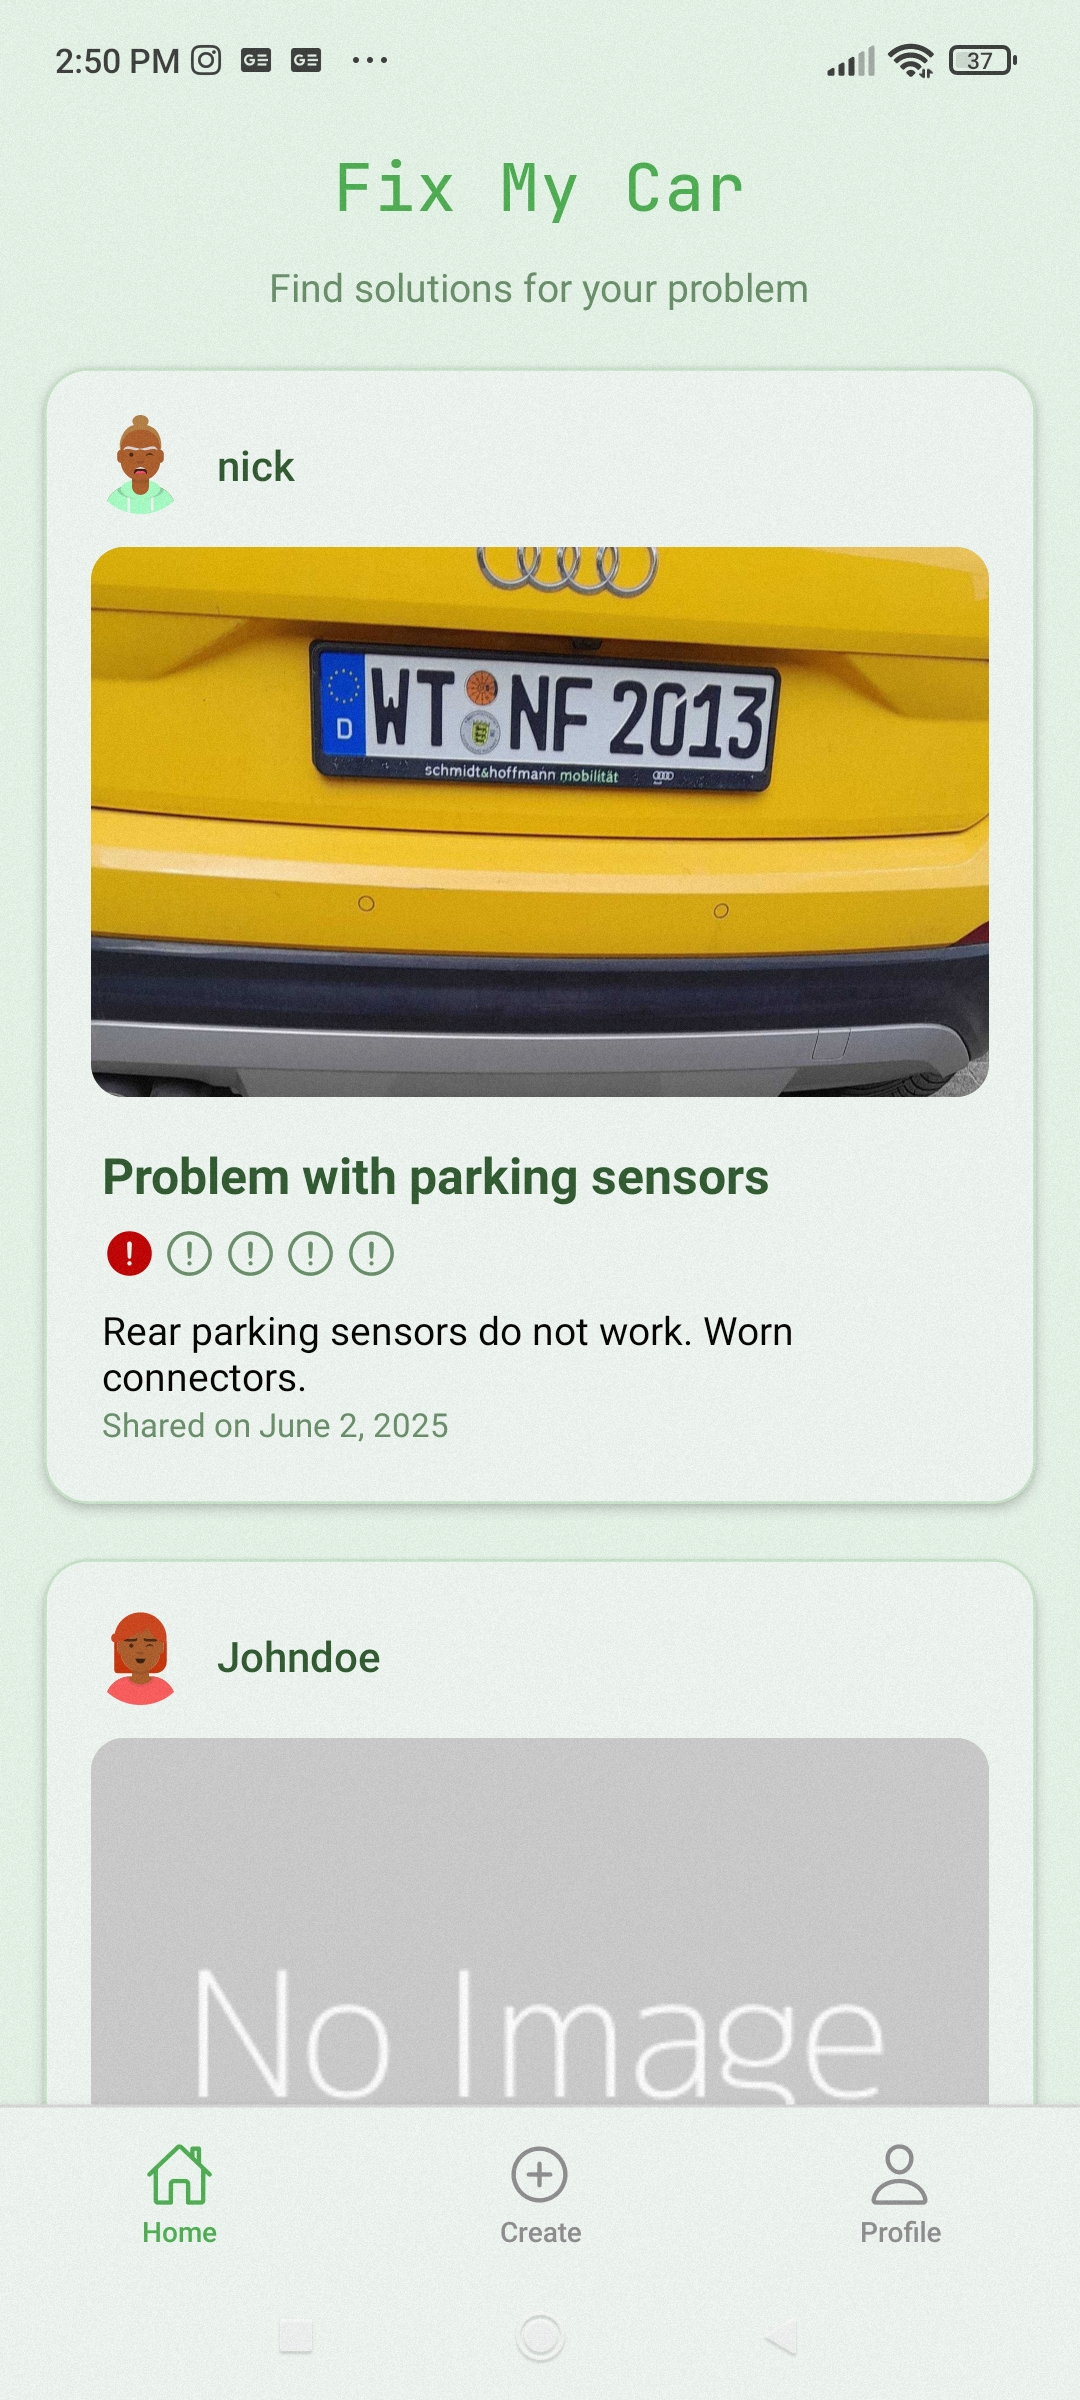 2:50 PM
37
Fix My Car
Find solutions for your problem
nick
D WT NF 2013
schmidt&hoffmann mobilität
Problem with parking sensors
Rear parking sensors do not work. Worn
connectors.
Shared on June 2, 2025
Johndoe
No Image
Home
Create
Profile